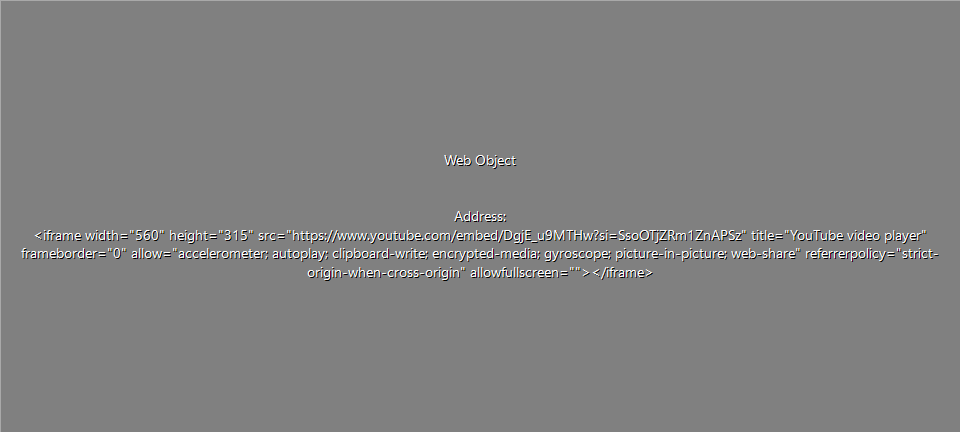 Web Object
Address:
<iframe width="560" height="315" src="https://www.youtube.com/embed/DgjE_u9MTHw?si=SsoOTjZRm1ZnAPSz" title="YouTube video player"
frameborder="0" allow="accelerometer; autoplay; clipboard-write; encrypted-media; gyroscope; picture-in-picture; web-share" referrerpolicy="strict-
origin-when-cross-origin" allowfullscreen=""></iframe>